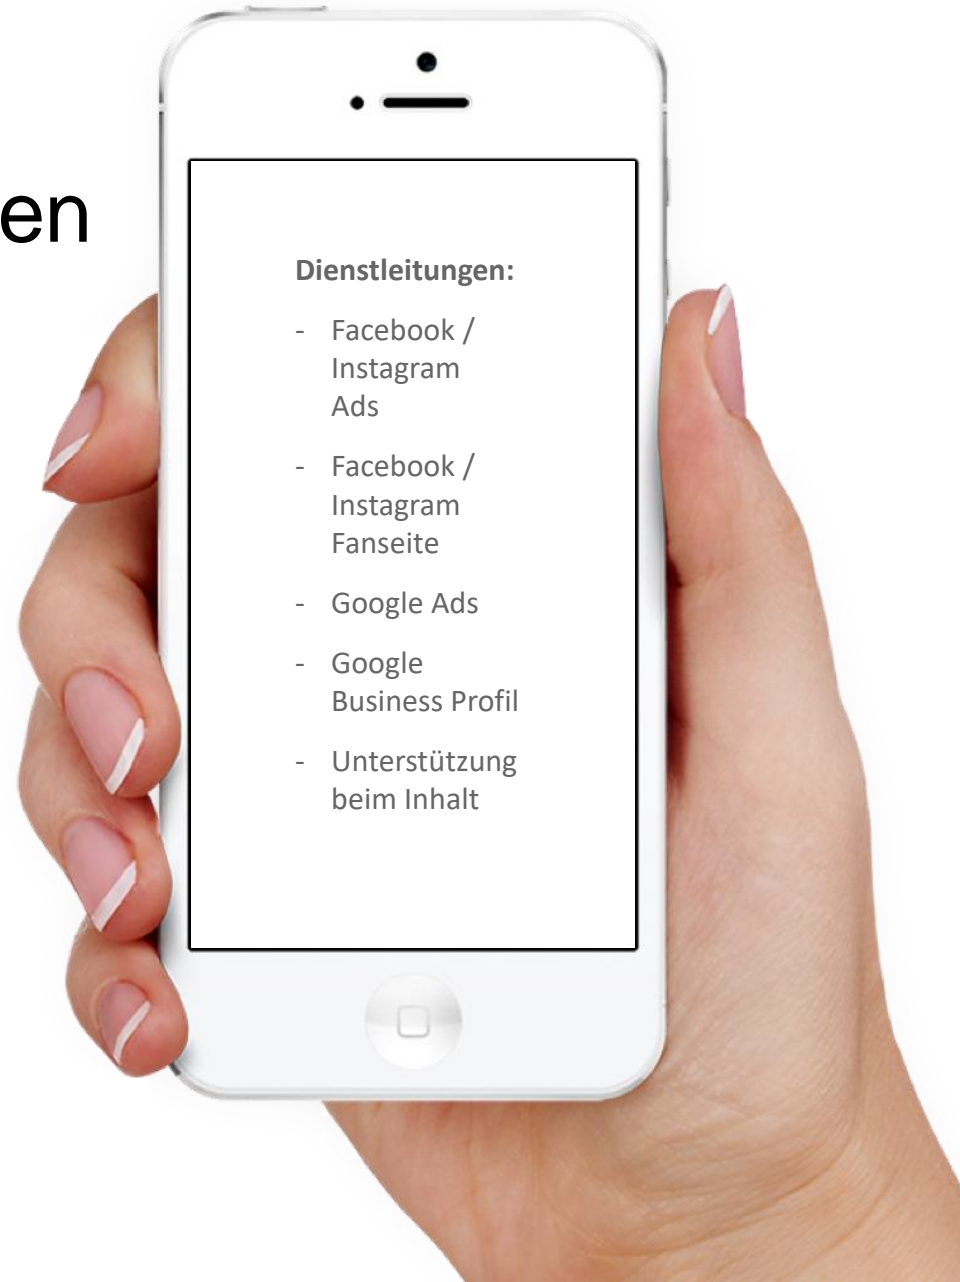 en
Dienstleitungen:
- Facebook /
Instagram
Ads
- Facebook /
Instagram
Fanseite
- Google Ads
- Google
Business Profil
- Unterstützung
beim Inhalt